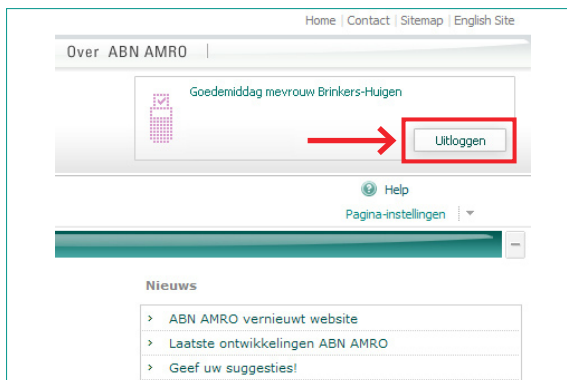 Home | Contact | Sitemap | English Site
Over ABN AMRO
Goedemiddag mevrouw Brinkers-Huigen
Uitloggen
Help
Pagina-instellingen
Nieuws
ABN AMRO vernieuwt website
Laatste ontwikkelingen ABN AMRO
Geef uw suggesties!